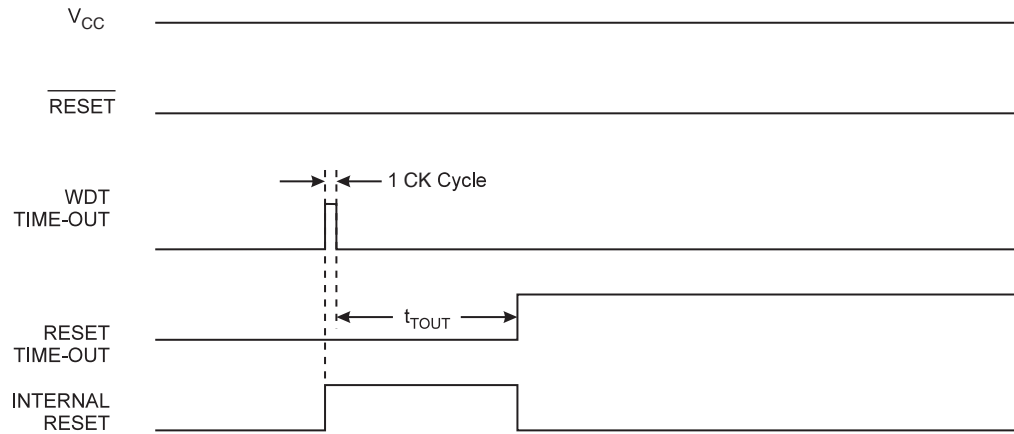 VCC
RESET
1 CK Cycle
WDT
TIME-OUT
tTOUT
RESET
TIME-OUT
INTERNAL
RESET